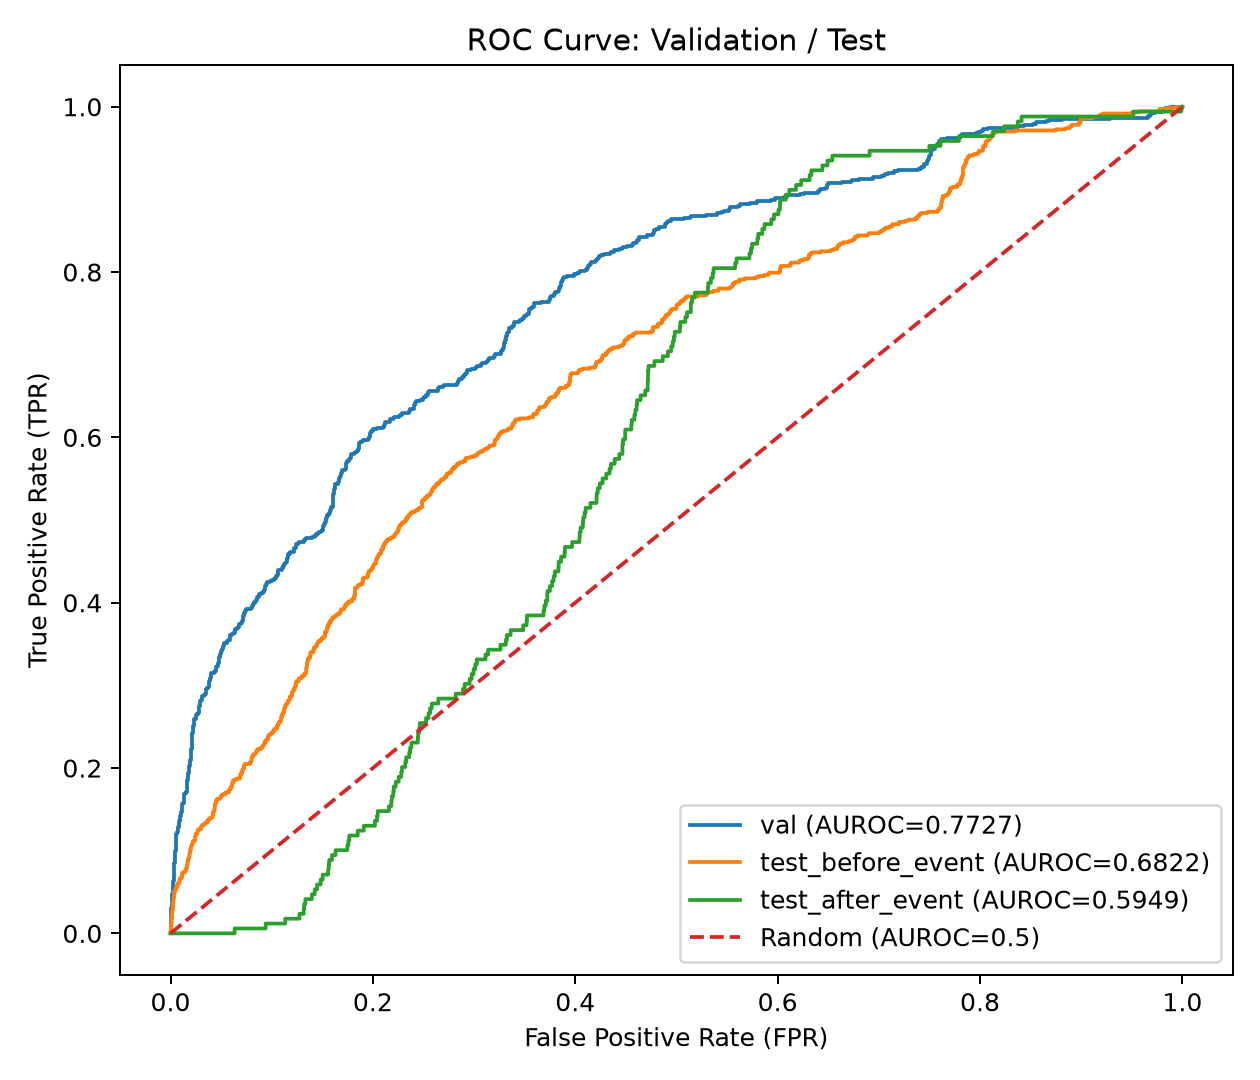 ROC Curve: Validation / Test
True Positive Rate (TPR)
1.0
0.8
0.6
0.4
0.2
0.0
0.0 0.2 0.4 0.6 0.8 1.0
False Positive Rate (FPR)
val (AUROC=0.7727)
test_before_event (AUROC=0.6822)
test_after_event (AUROC=0.5949)
Random (AUROC=0.5)